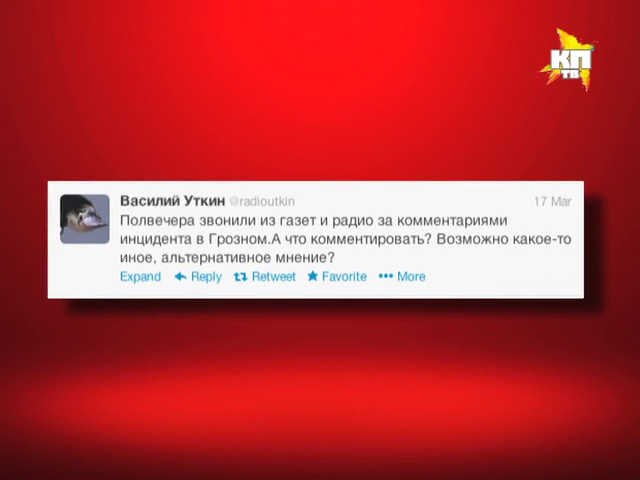 КП
ТВ
Василий Уткин @radioutkin 17 Mar
Полвечера звонили из газет и радио за комментариями
инцидента в Грозном.А что комментировать? Возможно какое-то
иное, альтернативное мнение?
Expand Reply Retweet Favorite More